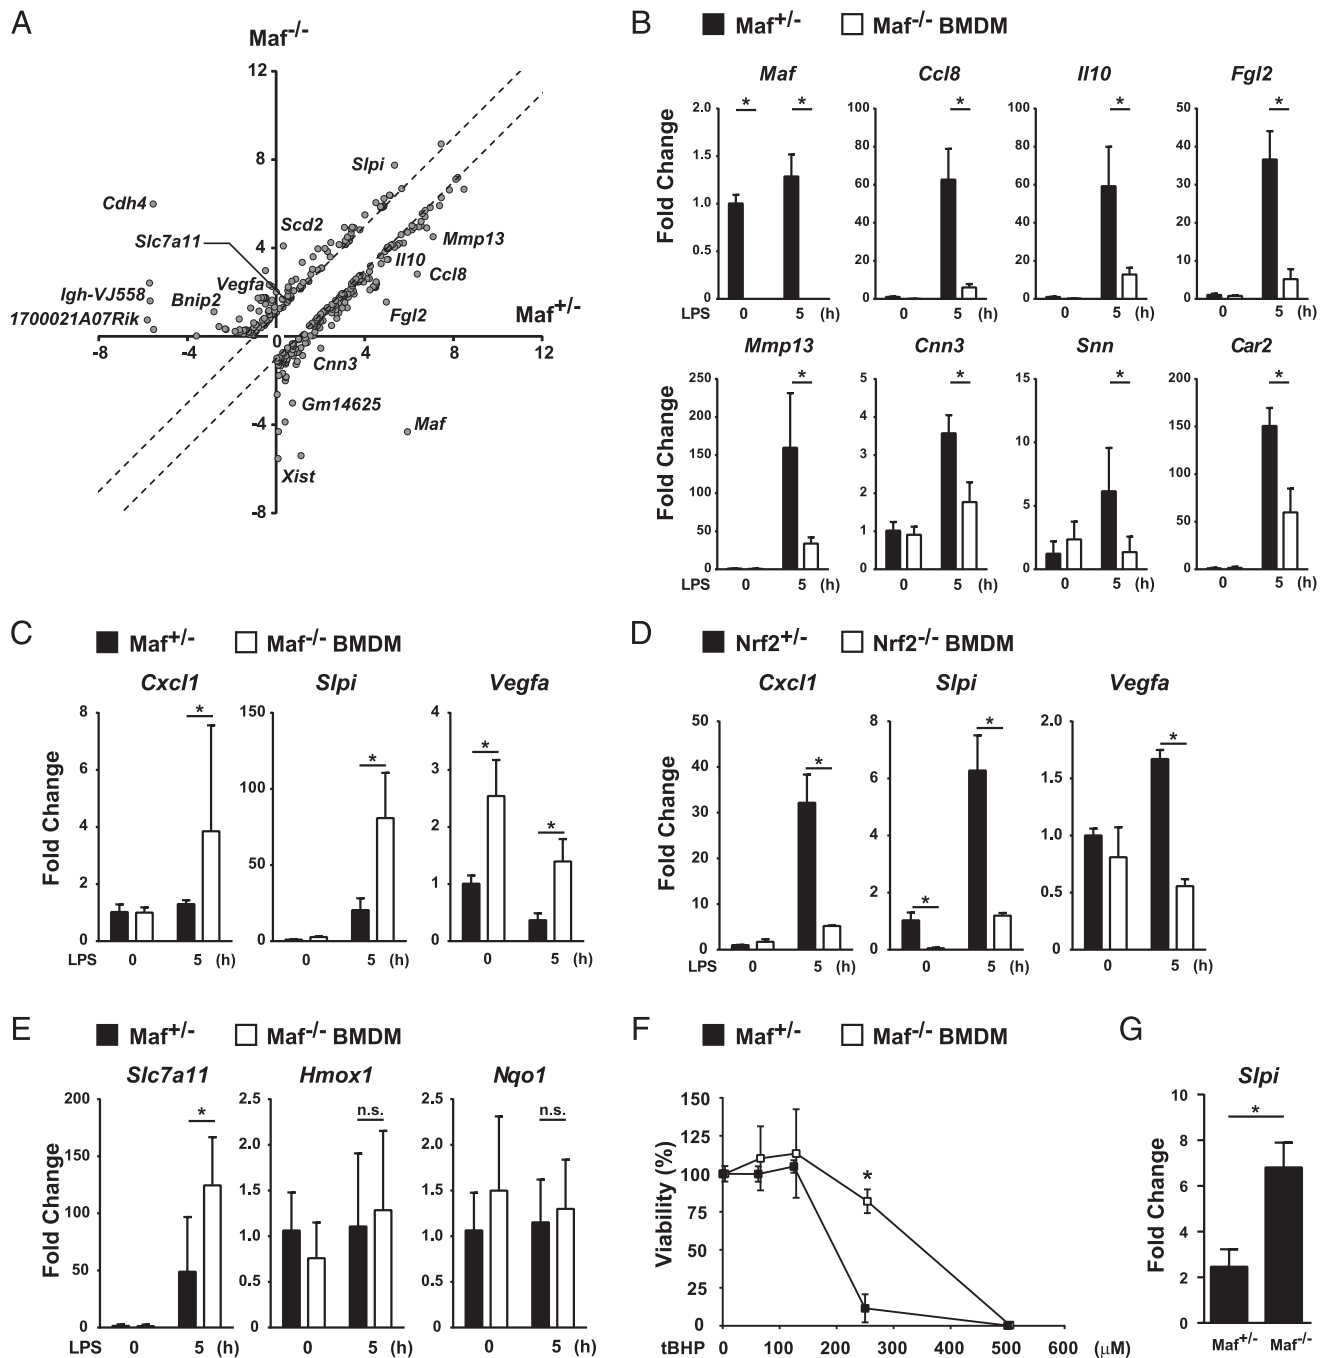 A
Maf-/-
12
8
4
0
-4
-8
-8
-4
4
8
12
Maf+/-
Slpi
Cdh4
Scd2
Slc7a11
Mmp13
Il10
Ccl8
Vegfa
Igh-VJ558
Bnip2
1700021A07Rik
Fgl2
Cnn3
Gm14625
Maf
Xist
B
Maf+/- Maf-/- BMDM
Maf Ccl8 Il10 Fgl2
Fold Change
2.0
1.5
1.0
0.5
0
* *
100
80
60
40
20
0
*
100
80
60
40
20
0
*
50
40
30
20
10
0
*
LPS 0 5 (h) 0 5 (h) 0 5 (h) 0 5 (h)
Mmp13 Cnn3 Snn Car2
Fold Change
250
200
150
100
50
0
*
5
4
3
2
1
0
*
15
10
5
0
*
200
150
100
50
0
*
LPS 0 5 (h) 0 5 (h) 0 5 (h) 0 5 (h)
C
Maf+/- Maf-/- BMDM
Cxcl1 Slpi Vegfa
Fold Change
8
6
4
2
0
*
150
100
50
0
*
4
3
2
1
0
* *
LPS 0 5 (h) 0 5 (h) 0 5 (h)
D
Nrf2+/- Nrf2-/- BMDM
Cxcl1 Slpi Vegfa
Fold Change
50
40
30
20
10
0
*
8
6
4
2
0
* *
2.0
1.5
1.0
0.5
0
*
LPS 0 5 (h) 0 5 (h) 0 5 (h)
E
Maf+/- Maf-/- BMDM
Slc7a11 Hmox1 Nqo1
Fold Change
200
150
100
50
0
*
2.5
2.0
1.5
1.0
0.5
0
n.s.
2.5
2.0
1.5
1.0
0.5
0
n.s.
LPS 0 5 (h) 0 5 (h) 0 5 (h)
F
Maf+/- Maf-/- BMDM
Viability (%)
150
125
100
75
50
25
0
*
tBHP 0 100 200 300 400 500 600 (μM)
G
Slpi
Fold Change
10
8
6
4
2
0
*
Maf+/- Maf-/-